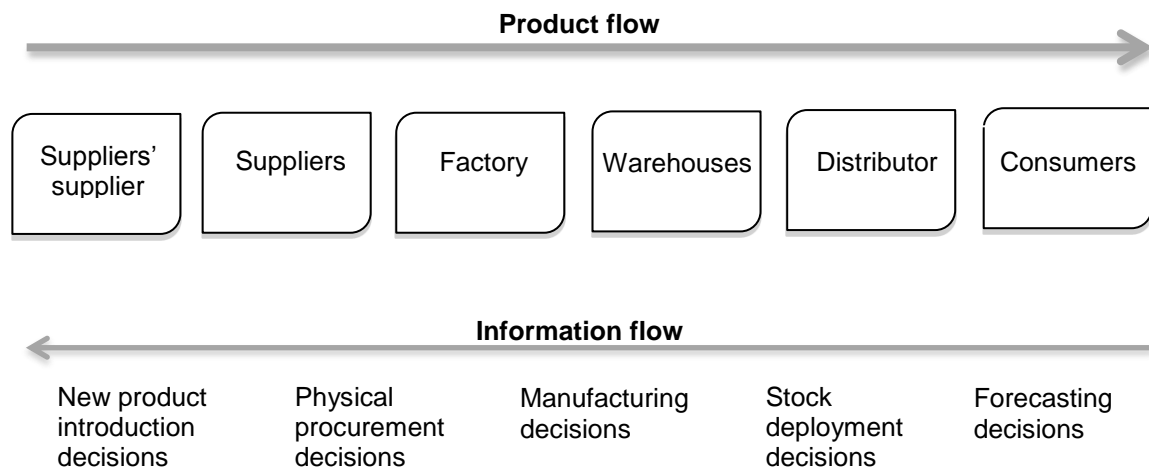 Product flow
Suppliers’
supplier
Suppliers
Factory
Warehouses
Distributor
Consumers
Information flow
New product
introduction
decisions
Physical
procurement
decisions
Manufacturing
decisions
Stock
deployment
decisions
Forecasting
decisions